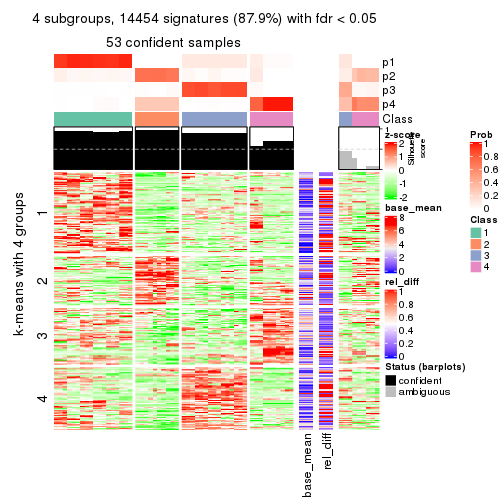 4 subgroups, 14454 signatures (87.9%) with fdr < 0.05
53 confident samples
p1
p2
p3
p4
Class
1
0.5
0
Silhouette
score
k-means with 4 groups
1
2
3
4
base_mean
rel_diff
z-score
2
1
0
-1
-2
base_mean
8
6
4
2
0
rel_diff
1
0.8
0.6
0.4
0.2
0
Status (barplots)
confident
ambiguous
Prob
1
0.8
0.6
0.4
0.2
0
Class
1
2
3
4